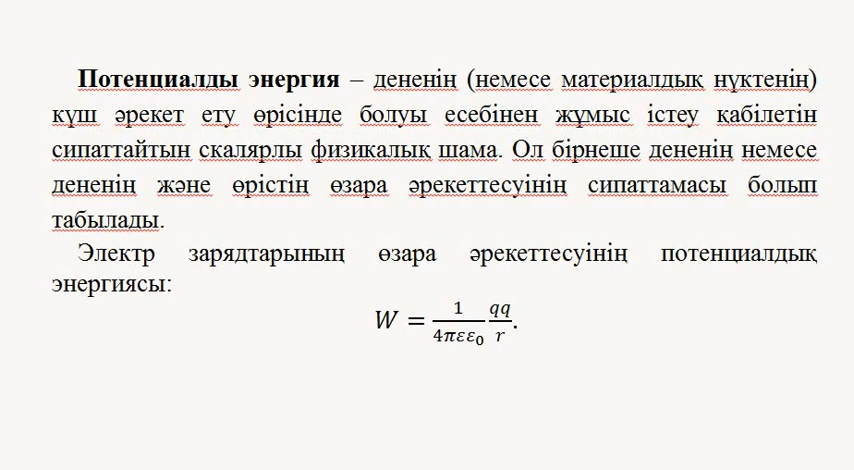 Потенциалды энергия – дененің (немесе материалдық нүктенің)
күш әрекет ету өрісінде болуы есебінен жұмыс істеу қабілетін
сипаттайтын скалярлы физикалық шама. Ол бірнеше дененің немесе
дененің және өрістің өзара әрекеттесуінің сипаттамасы болып
табылады.
Электр зарядтарының өзара әрекеттесуінің потенциалдық
энергиясы:
W = 1/(4πεε₀) qq/r.